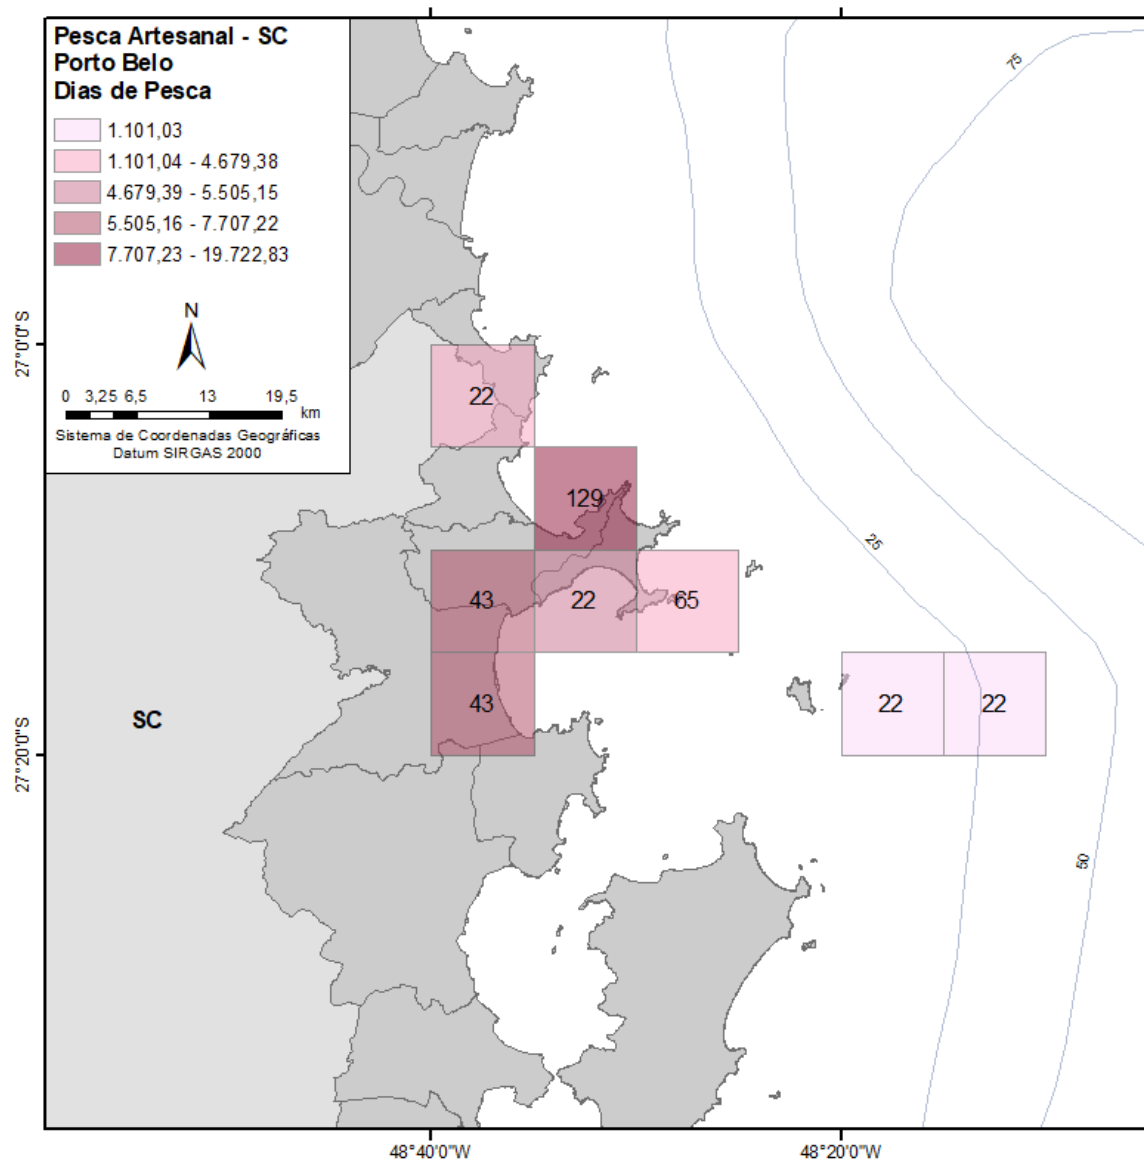 Pesca Artesanal - SC
Porto Belo
Dias de Pesca
1.101,03
1.101,04 - 4.679,38
4.679,39 - 5.505,15
5.505,16 - 7.707,22
7.707,23 - 19.722,83
N
0 3,25 6,5 13 19,5
km
Sistema de Coordenadas Geográficas
Datum SIRGAS 2000
75
27°0'0"S
22
129
25
43 22 65
43 22 22
SC
27°20'0"S
50
48°40'0"W 48°20'0"W